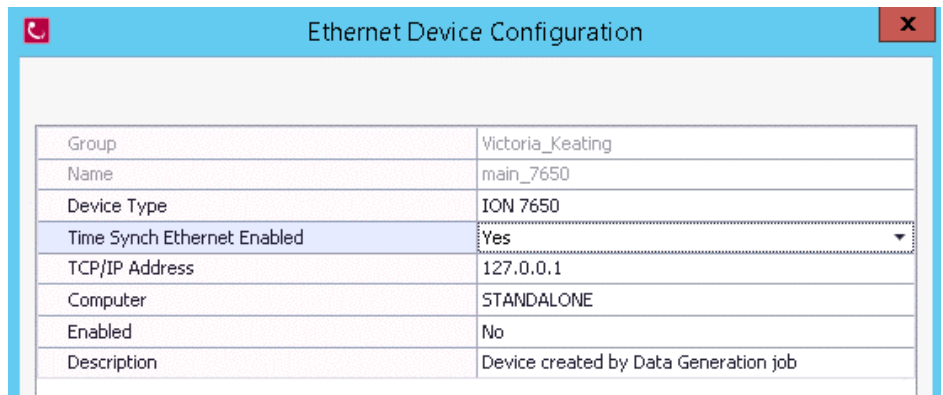 Ethernet Device Configuration
x
Group Victoria_Keating
Name main_7650
Device Type ION 7650
Time Synch Ethernet Enabled Yes
TCP/IP Address 127.0.0.1
Computer STANDALONE
Enabled No
Description Device created by Data Generation job